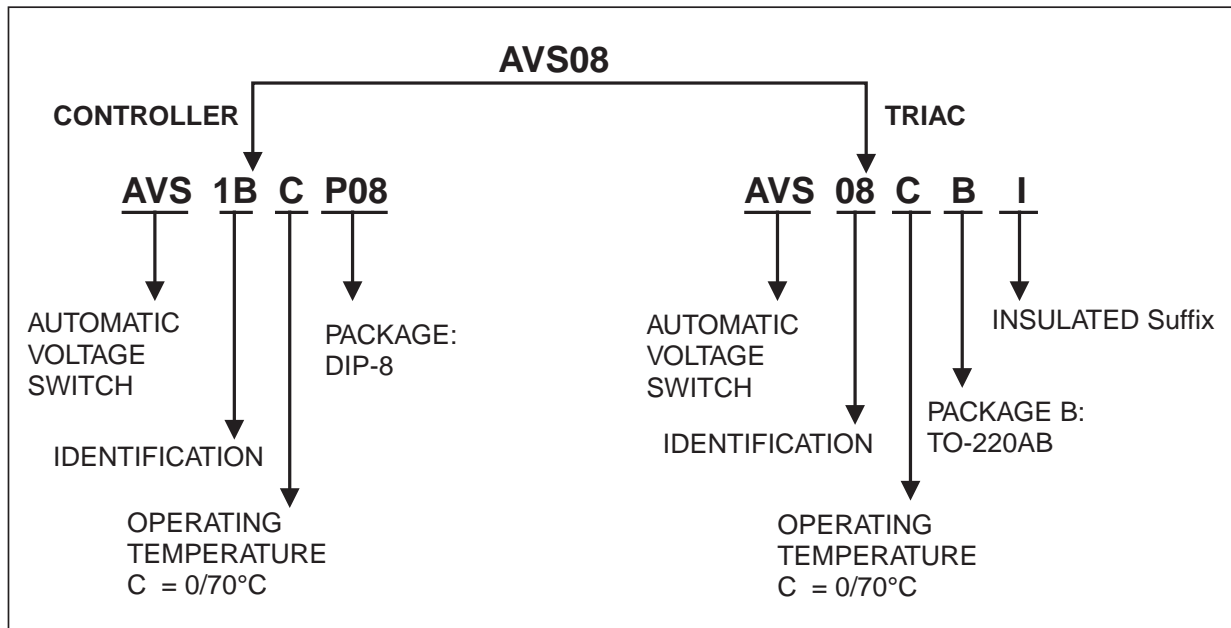 AVS08
CONTROLLER
TRIAC
AVS 1B C P08
AUTOMATIC
VOLTAGE
SWITCH
PACKAGE:
DIP-8
IDENTIFICATION
OPERATING
TEMPERATURE
C = 0/70°C
AVS 08 C B I
AUTOMATIC
VOLTAGE
SWITCH
INSULATED Suffix
PACKAGE B:
TO-220AB
IDENTIFICATION
OPERATING
TEMPERATURE
C = 0/70°C